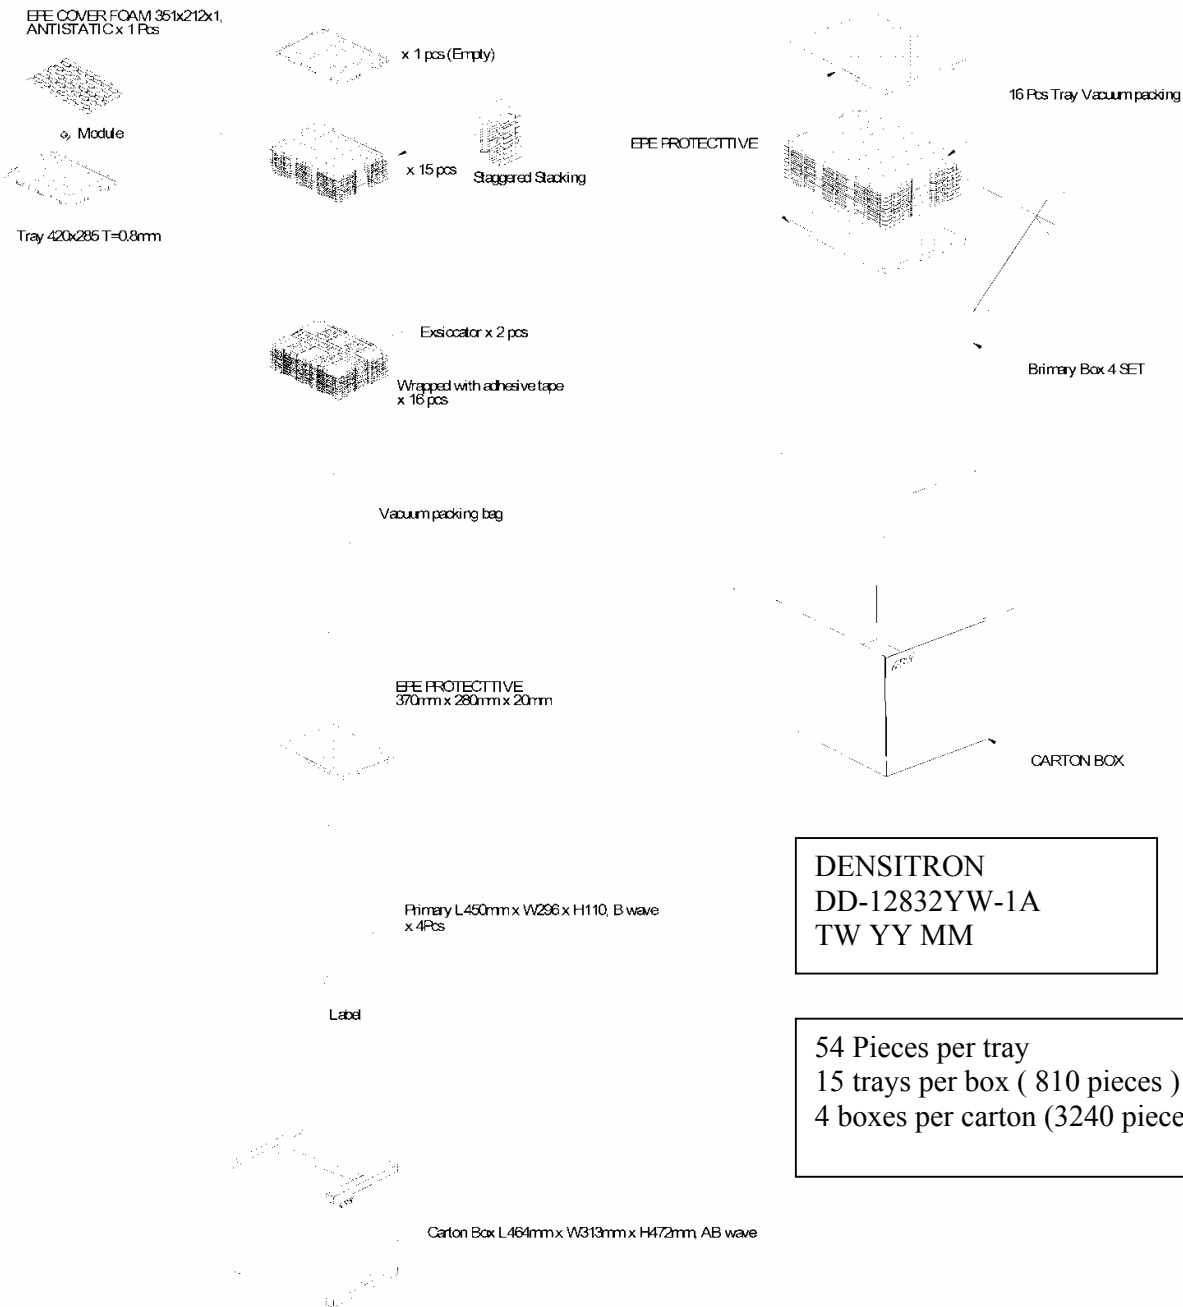 EPE COVER FOAM 351x212x1,
ANTISTATIC x 1 Pcs
Module
Tray 420x285 T=0.8mm
x 1 pcs (Empty)
x 15 pcs
Staggered Stacking
Exsiccator x 2 pcs
Wrapped with adhesive tape
x 16 pcs
Vacuum packing bag
EPE PROTECTTIVE
370mm x 280mm x 20mm
Primary L450mm x W296 x H110, B wave
x 4Pcs
Label
Carton Box L464mm x W313mm x H472mm, AB wave
16 Pcs Tray Vacuum packing
EPE PROTECTTIVE
Brimary Box 4 SET
CARTON BOX
DENSITRON
DD-12832YW-1A
TW YY MM
54 Pieces per tray
15 trays per box ( 810 pieces )
4 boxes per carton (3240 piece